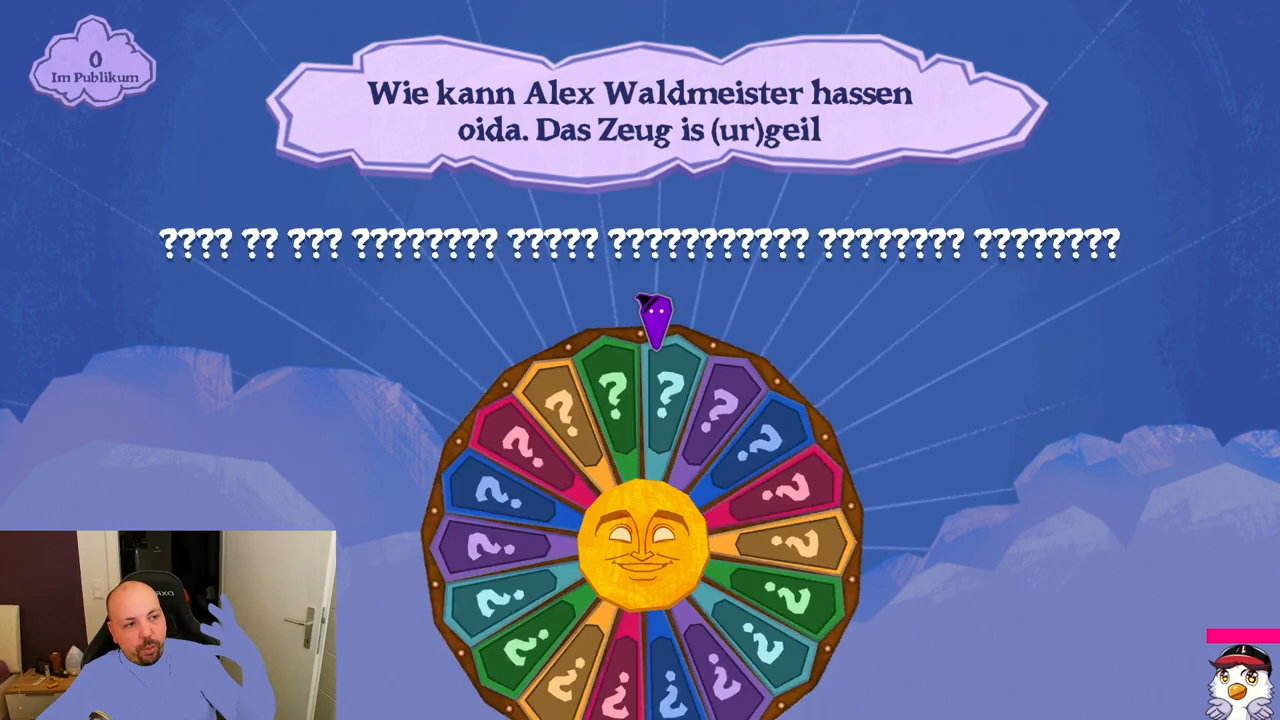 0
Im Publikum
Wie kann Alex Waldmeister hassen
oida. Das Zeug is (ur)geil
???? ?? ??? ???????? ????? ??????????? ???????? ????????
? ? ? ? ? ? ? ? ? ? ? ? ? ? ? ? ? ?